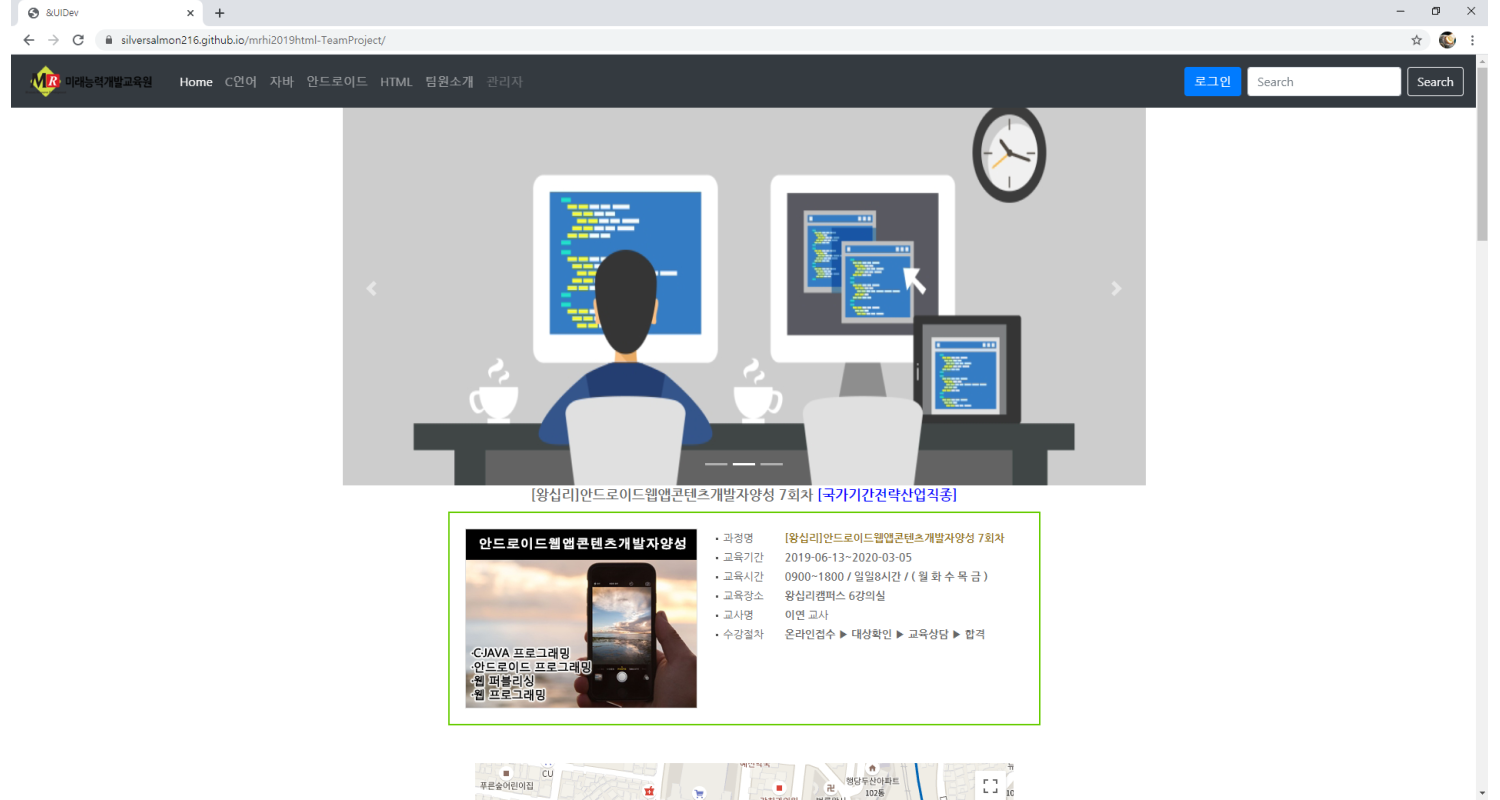 &UIDev
silversalmon216.github.io/mrhi2019html-TeamProject/
MR 미래능력개발교육원 Home C언어 자바 안드로이드 HTML 팀원소개 관리자 로그인 Search Search
[왕십리]안드로이드웹앱콘텐츠개발자양성 7회차 [국가기간전략산업직종]
안드로이드웹앱콘텐츠개발자양성
·C·JAVA 프로그래밍
·안드로이드 프로그래밍
·웹 퍼블리싱
·웹 프로그래밍
• 과정명 [왕십리]안드로이드웹앱콘텐츠개발자양성 7회차
• 교육기간 2019-06-13~2020-03-05
• 교육시간 0900~1800 / 일일8시간 / ( 월 화 수 목 금 )
• 교육장소 왕십리캠퍼스 6강의실
• 교사명 이연 교사
• 수강절차 온라인접수 ▶ 대상확인 ▶ 교육상담 ▶ 합격
CU
푸른숲어린이집
행당두산아파트
102동